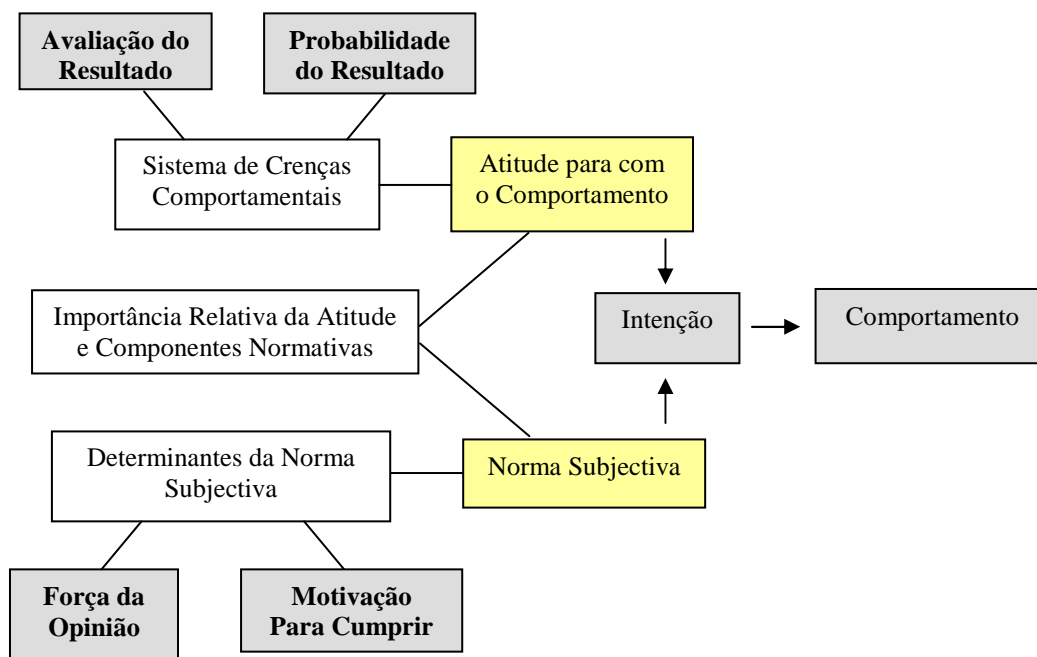 Avaliação do
Resultado
Probabilidade
do Resultado
Sistema de Crenças
Comportamentais
Atitude para com
o Comportamento
Importância Relativa da Atitude
e Componentes Normativas
Intenção
Comportamento
Determinantes da Norma
Subjectiva
Norma Subjectiva
Força da
Opinião
Motivação
Para Cumprir